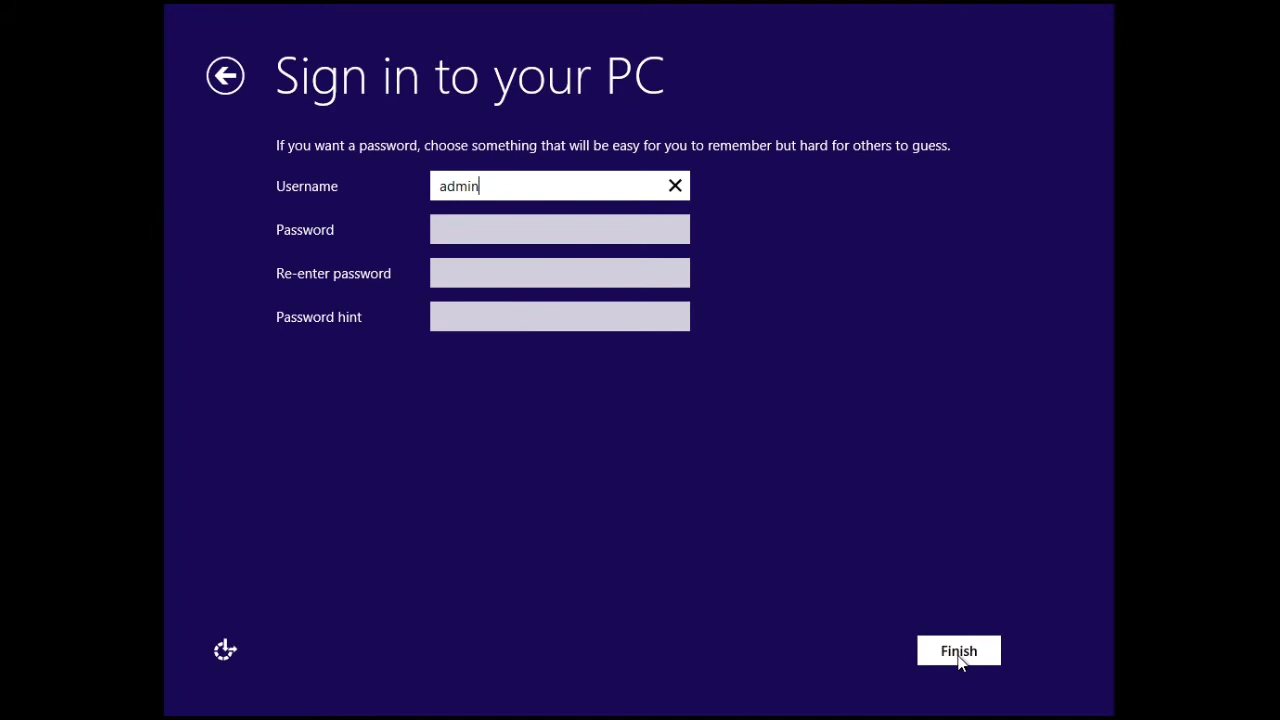 Sign in to your PC
If you want a password, choose something that will be easy for you to remember but hard for others to guess.
Username admin
Password
Re-enter password
Password hint
Finish